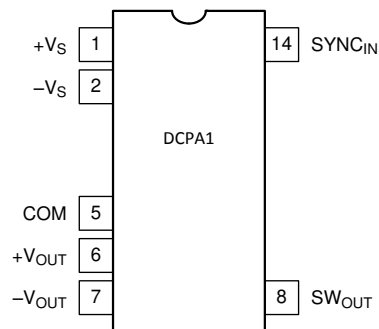 +VS 1 14 SYNCIN
–VS 2
DCPA1
COM 5
+VOUT 6
–VOUT 7 8 SWOUT